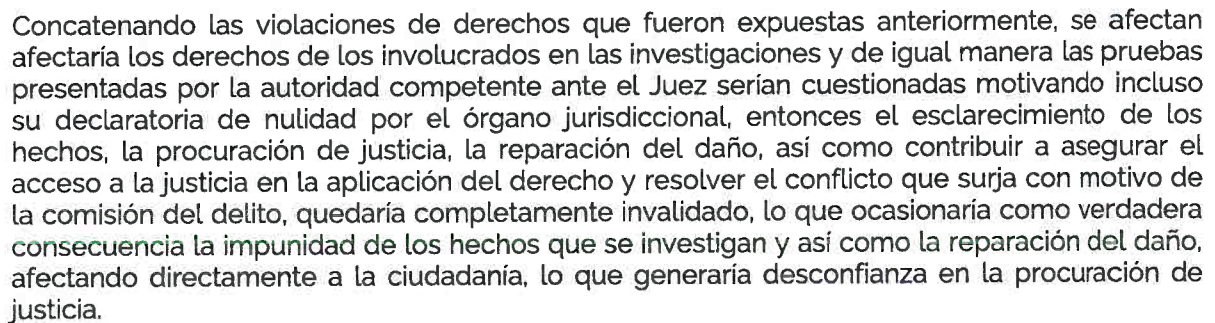 Concatenando las violaciones de derechos que fueron expuestas anteriormente, se afectan
afectaría los derechos de los involucrados en las investigaciones y de igual manera las pruebas
presentadas por la autoridad competente ante el Juez serían cuestionadas motivando incluso
su declaratoria de nulidad por el órgano jurisdiccional, entonces el esclarecimiento de los
hechos, la procuración de justicia, la reparación del daño, así como contribuir a asegurar el
acceso a la justicia en la aplicación del derecho y resolver el conflicto que surja con motivo de
la comisión del delito, quedaría completamente invalidado, lo que ocasionaría como verdadera
consecuencia la impunidad de los hechos que se investigan y así como la reparación del daño,
afectando directamente a la ciudadanía, lo que generaría desconfianza en la procuración de
justicia.